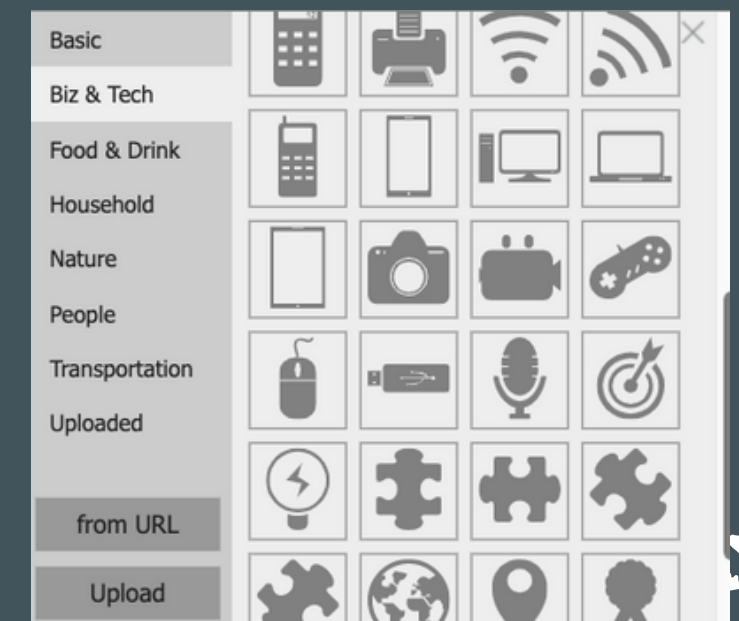 Basic
Biz & Tech
Food & Drink
Household
Nature
People
Transportation
Uploaded
from URL
Upload